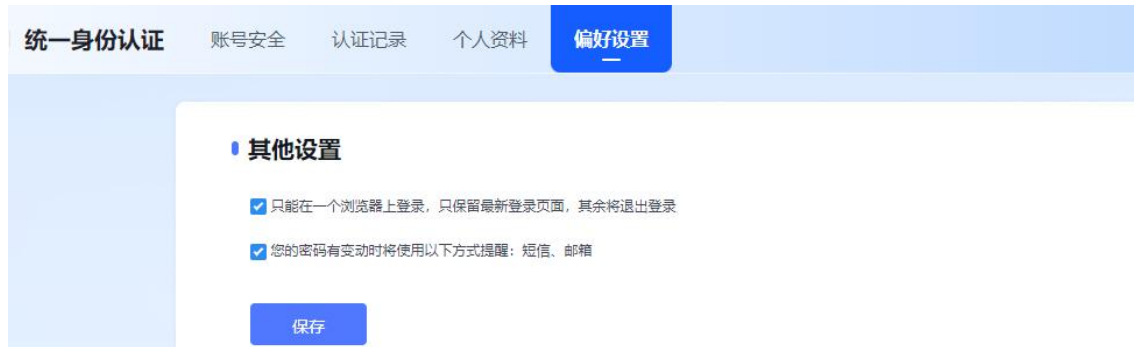 统一身份认证 账号安全 认证记录 个人资料 偏好设置
其他设置
只能在一个浏览器上登录，只保留最新登录页面，其余将退出登录
您的密码有变动时将使用以下方式提醒：短信、邮箱
保存